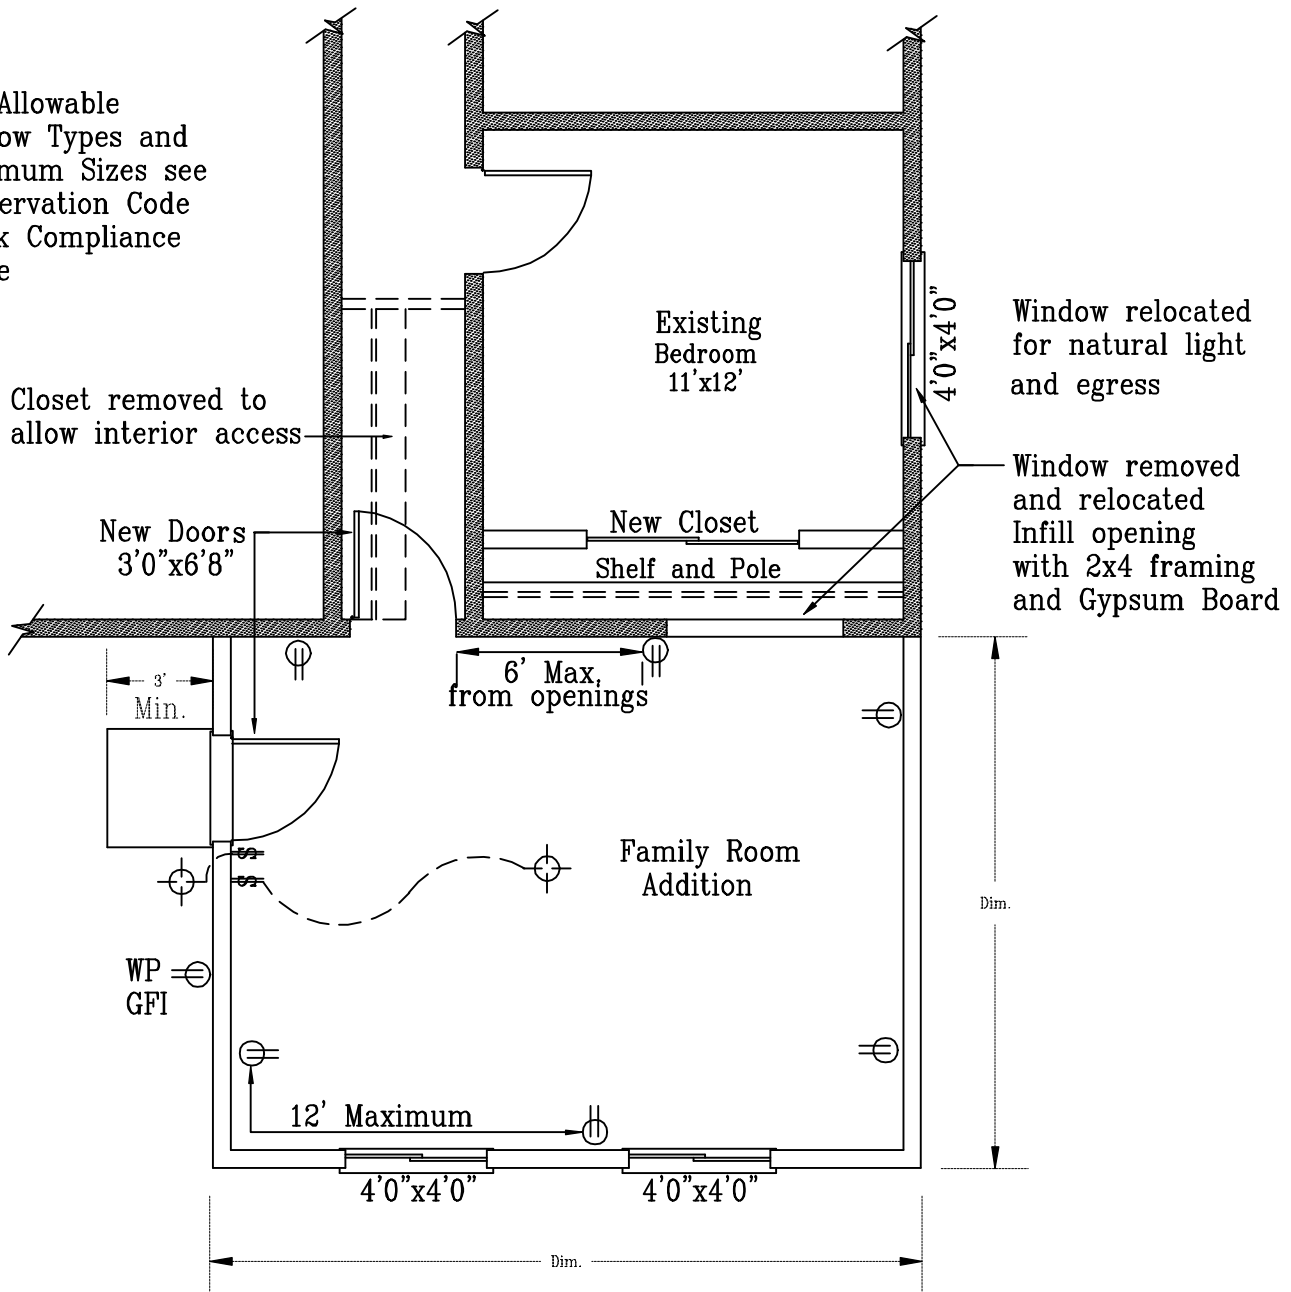 Allowable
ow Types and
mum Sizes see
ervation Code
k Compliance
e
Existing
Bedroom
11'x12'
4'0"x4'0"
Window relocated
for natural light
and egress
Closet removed to
allow interior access
Window removed
and relocated
Infill opening
with 2x4 framing
and Gypsum Board
New Doors
3'0"x6'8"
New Closet
Shelf and Pole
6' Max.
from openings
3'
Min.
S
S
Family Room
Addition
Dim.
WP
GFI
12' Maximum
4'0"x4'0"
4'0"x4'0"
Dim.